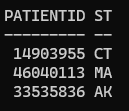 PATIENTID ST
--------- --
14903955 CT
46040113 MA
33535836 AK